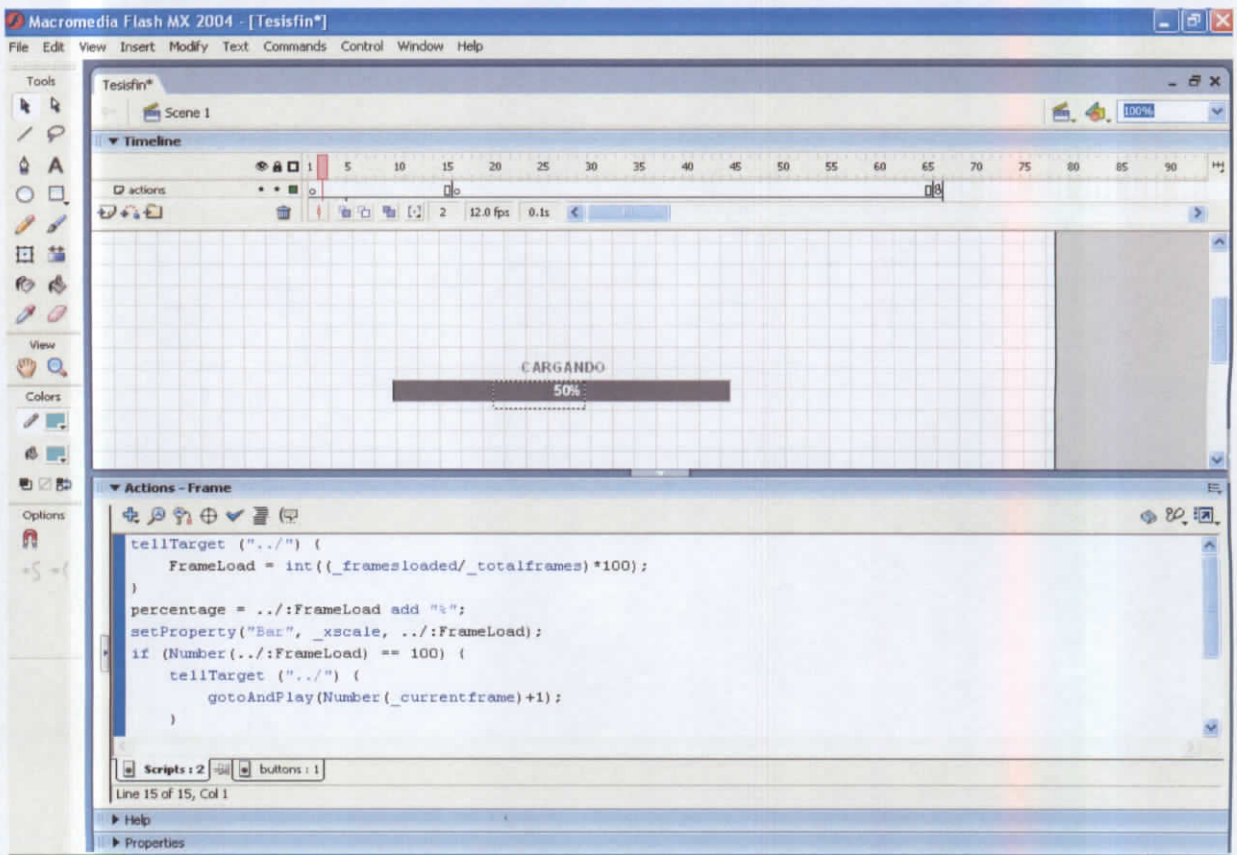 Macromedia Flash MX 2004 - [Tesisfin*]
File Edit View Insert Modify Text Commands Control Window Help
Tools
Tesisfin*
Scene 1
100%
Timeline
1 5 10 15 20 25 30 35 40 45 50 55 60 65 70 75 80 85 90
actions
2 12.0 fps 0.1s
View
Colors
Options
CARGANDO
50%
Actions - Frame
tellTarget ("../") {
FrameLoad = int((_framesloaded/_totalframes)*100);
}
percentage = ../:FrameLoad add "%";
setProperty("Bar", _xscale, ../:FrameLoad);
if (Number(../:FrameLoad) == 100) {
tellTarget ("../") {
gotoAndPlay(Number(_currentframe)+1);
}
Scripts : 2 buttons : 1
Line 15 of 15, Col 1
Help
Properties